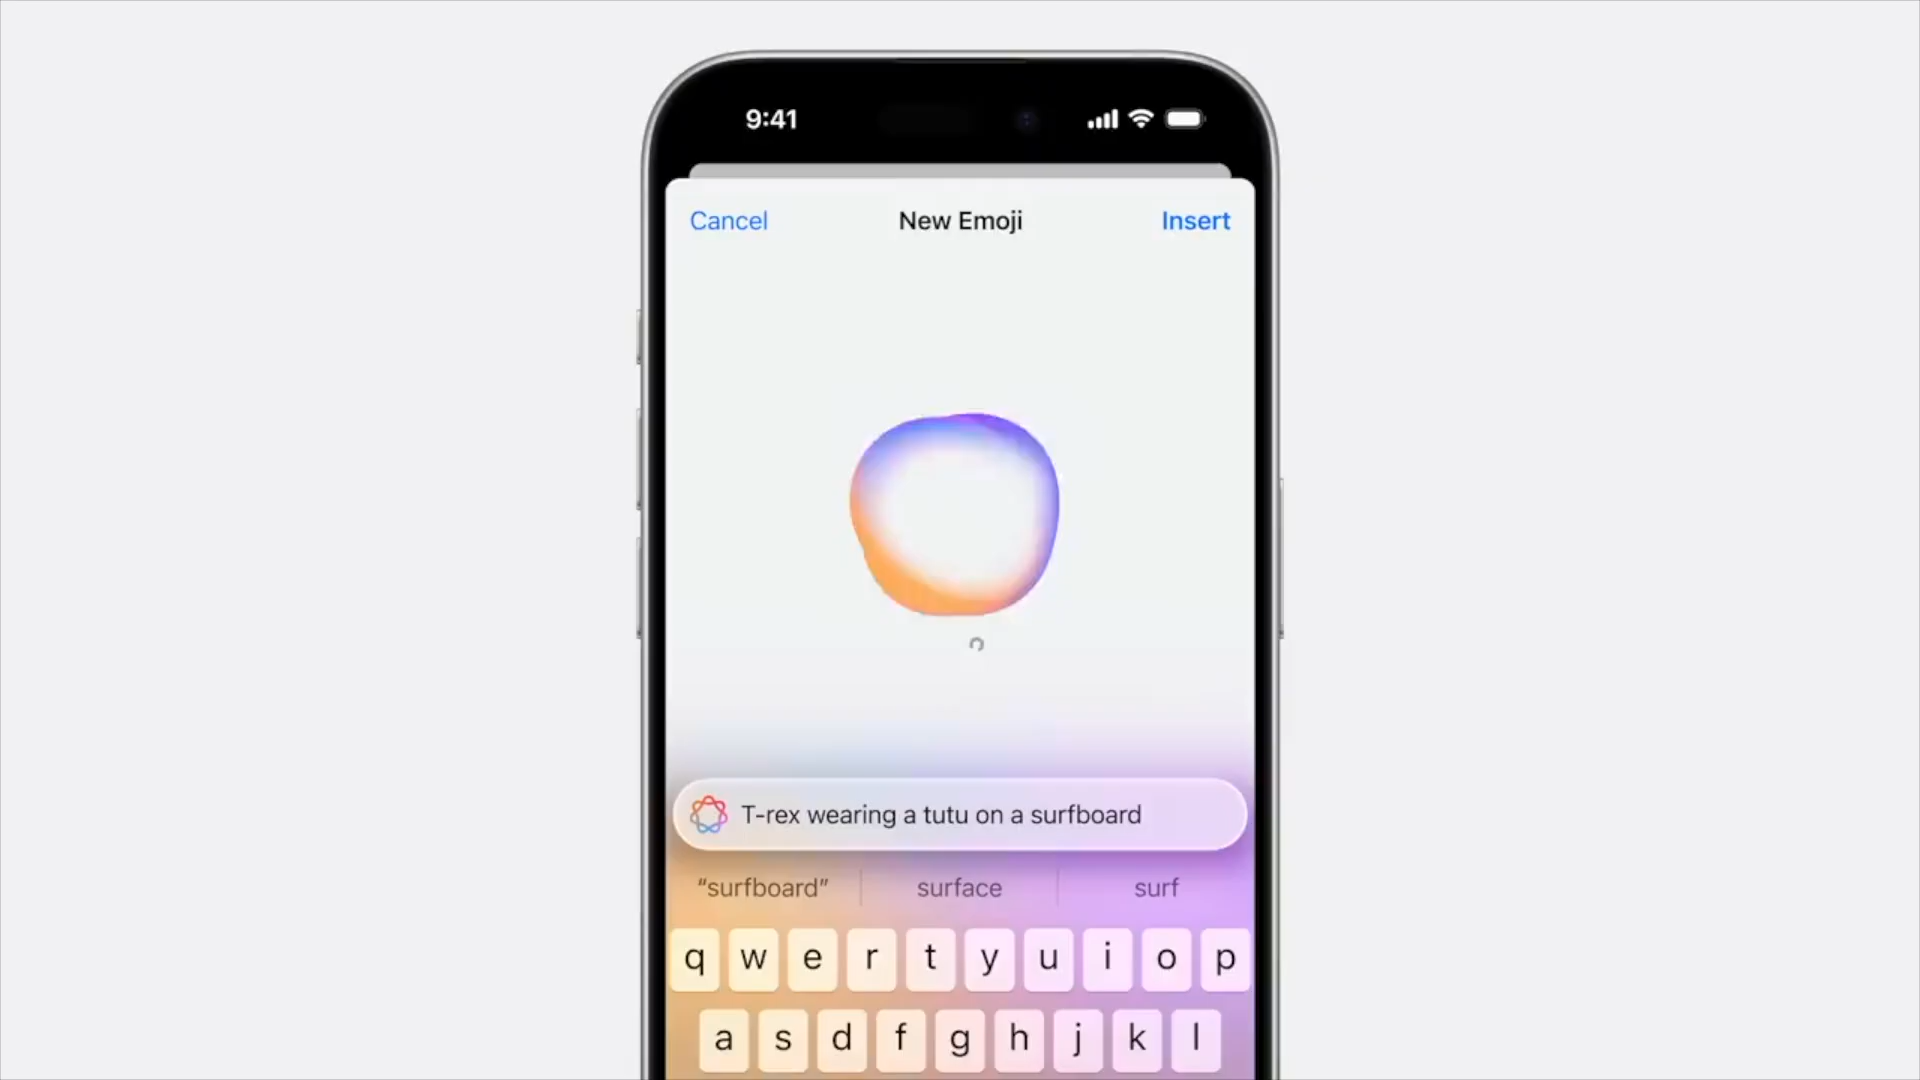 9:41
Cancel New Emoji Insert
T-rex wearing a tutu on a surfboard
“surfboard” surface surf
q w e r t y u i o p
a s d f g h j k l